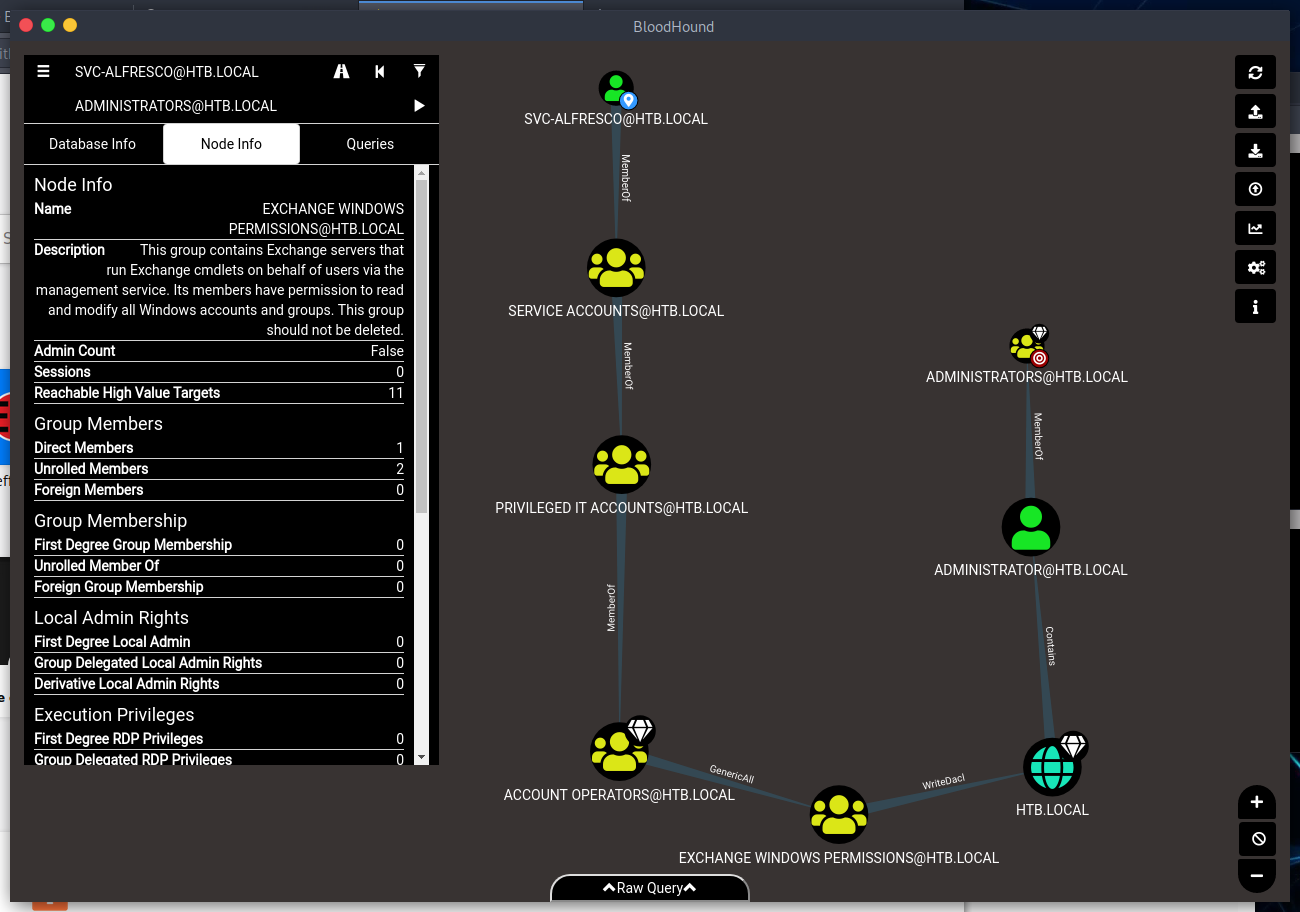 BloodHound
SVC-ALFRESCO@HTB.LOCAL
ADMINISTRATORS@HTB.LOCAL
Database Info
Node Info
Queries
Node Info
Name EXCHANGE WINDOWS
PERMISSIONS@HTB.LOCAL
Description This group contains Exchange servers that
run Exchange cmdlets on behalf of users via the
management service. Its members have permission to read
and modify all Windows accounts and groups. This group
should not be deleted.
Admin Count False
Sessions 0
Reachable High Value Targets 11
Group Members
Direct Members 1
Unrolled Members 2
Foreign Members 0
Group Membership
First Degree Group Membership 0
Unrolled Member Of 0
Foreign Group Membership 0
Local Admin Rights
First Degree Local Admin 0
Group Delegated Local Admin Rights 0
Derivative Local Admin Rights 0
Execution Privileges
First Degree RDP Privileges 0
Group Delegated RDP Privileges 0
SVC-ALFRESCO@HTB.LOCAL
MemberOf
SERVICE ACCOUNTS@HTB.LOCAL
MemberOf
PRIVILEGED IT ACCOUNTS@HTB.LOCAL
MemberOf
ACCOUNT OPERATORS@HTB.LOCAL
GenericAll
EXCHANGE WINDOWS PERMISSIONS@HTB.LOCAL
WriteDacl
HTB.LOCAL
Contains
ADMINISTRATOR@HTB.LOCAL
MemberOf
ADMINISTRATORS@HTB.LOCAL
Raw Query